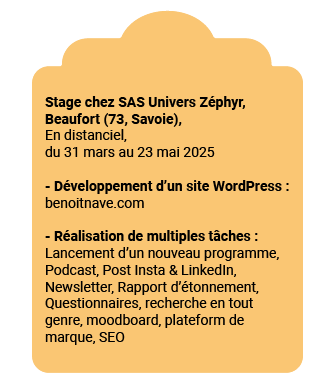 Stage chez SAS Univers Zéphyr,
Beaufort (73, Savoie),
En distanciel,
du 31 mars au 23 mai 2025
- Développement d'un site WordPress :
benoitnave.com
- Réalisation de multiples tâches :
Lancement d'un nouveau programme,
Podcast, Post Insta & LinkedIn,
Newsletter, Rapport d'étonnement,
Questionnaires, recherche en tout
genre, moodboard, plateform de
marque, SEO